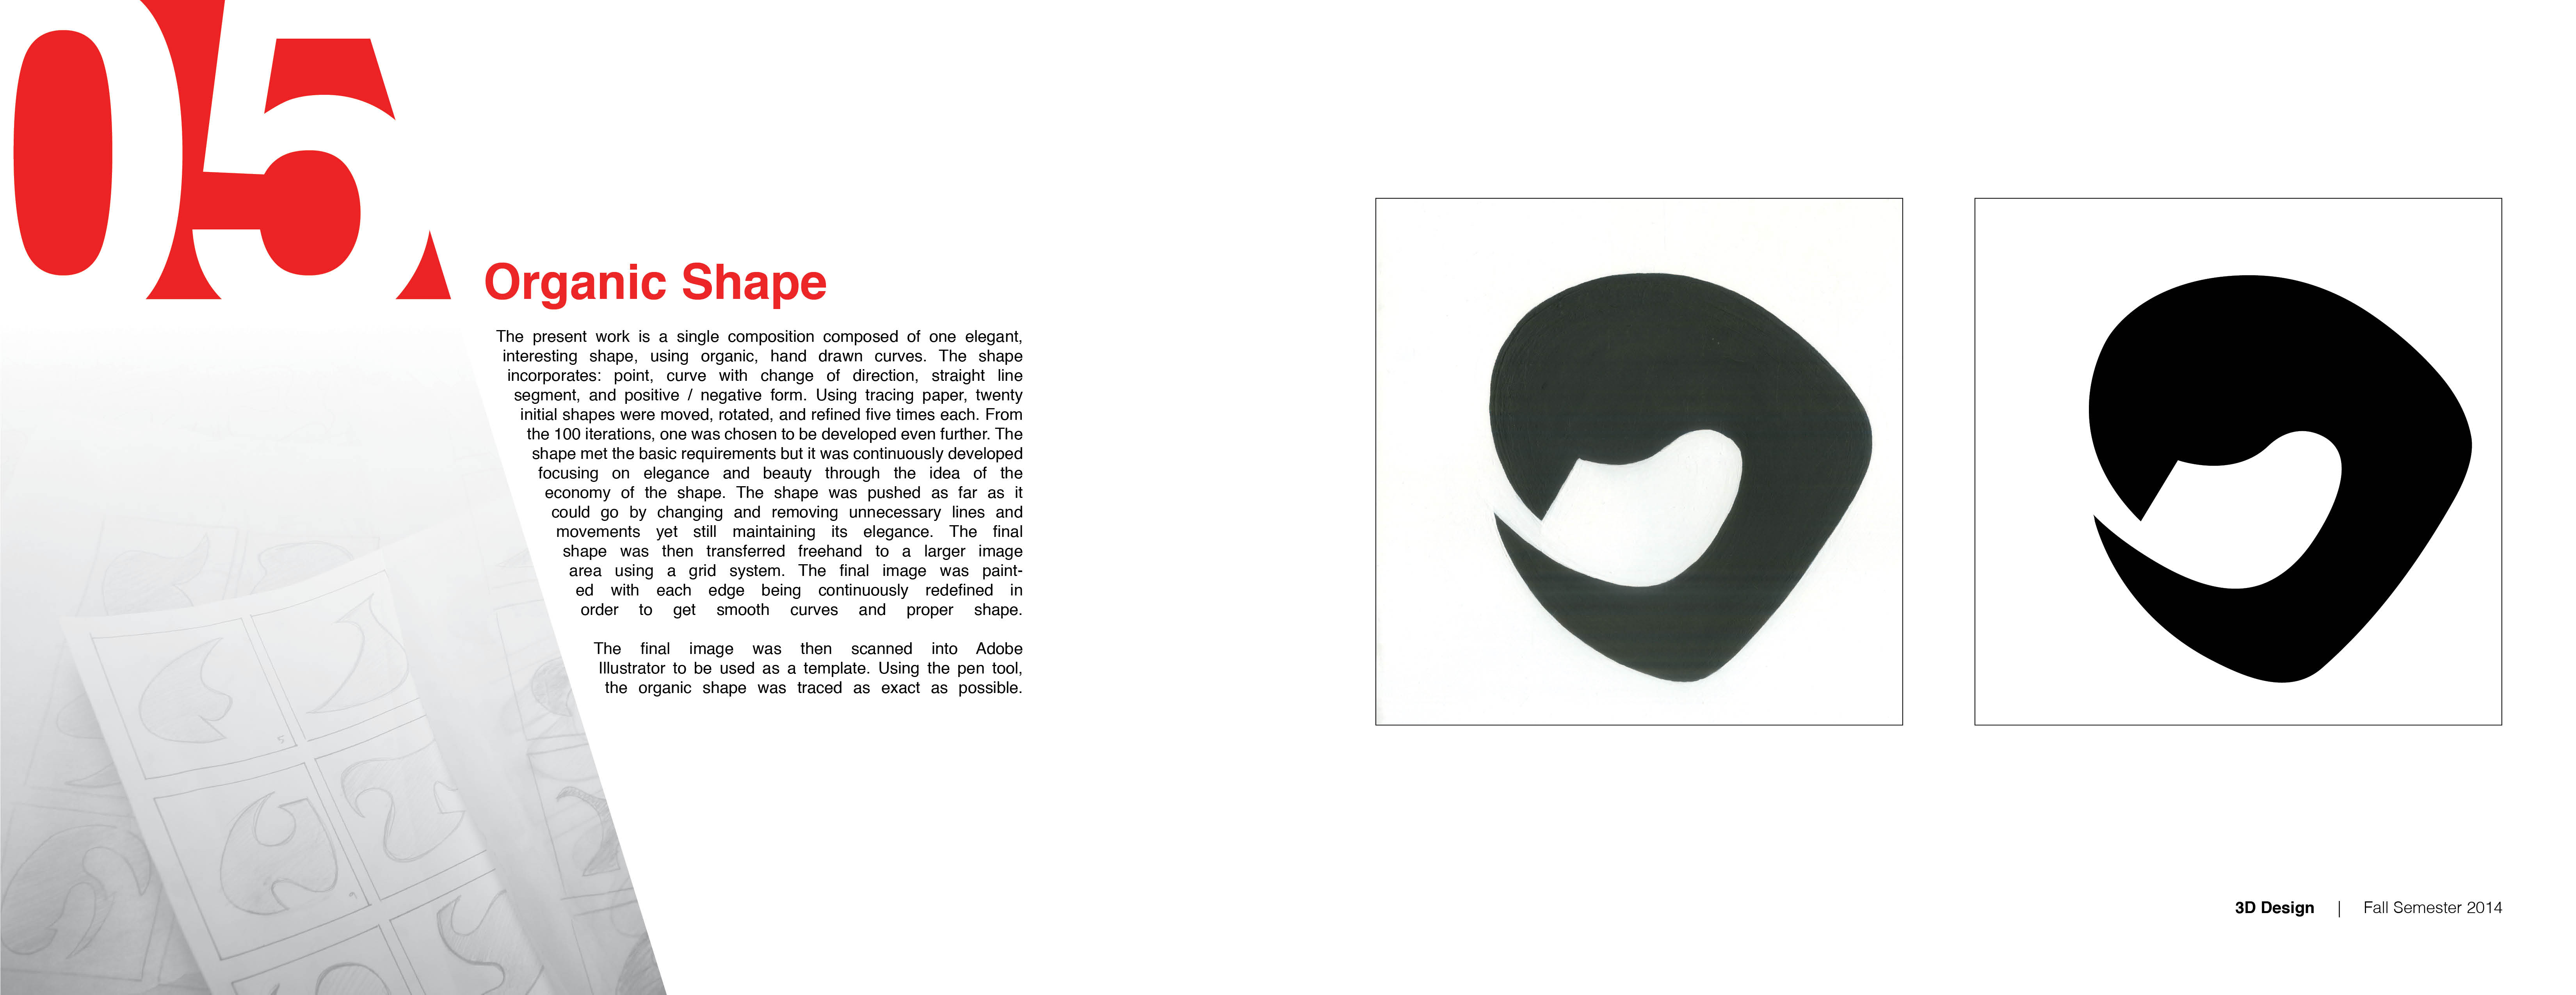 05
Organic Shape
The present work is a single composition composed of one elegant,
interesting shape, using organic, hand drawn curves. The shape
incorporates: point, curve with change of direction, straight line
segment, and positive / negative form. Using tracing paper, twenty
initial shapes were moved, rotated, and refined five times each. From
the 100 iterations, one was chosen to be developed even further. The
shape met the basic requirements but it was continuously developed
focusing on elegance and beauty through the idea of the
economy of the shape. The shape was pushed as far as it
could go by changing and removing unnecessary lines and
movements yet still maintaining its elegance. The final
shape was then transferred freehand to a larger image
area using a grid system. The final image was paint-
ed with each edge being continuously redefined in
order to get smooth curves and proper shape.
The final image was then scanned into Adobe
Illustrator to be used as a template. Using the pen tool,
the organic shape was traced as exact as possible.
5
9
3D Design | Fall Semester 2014